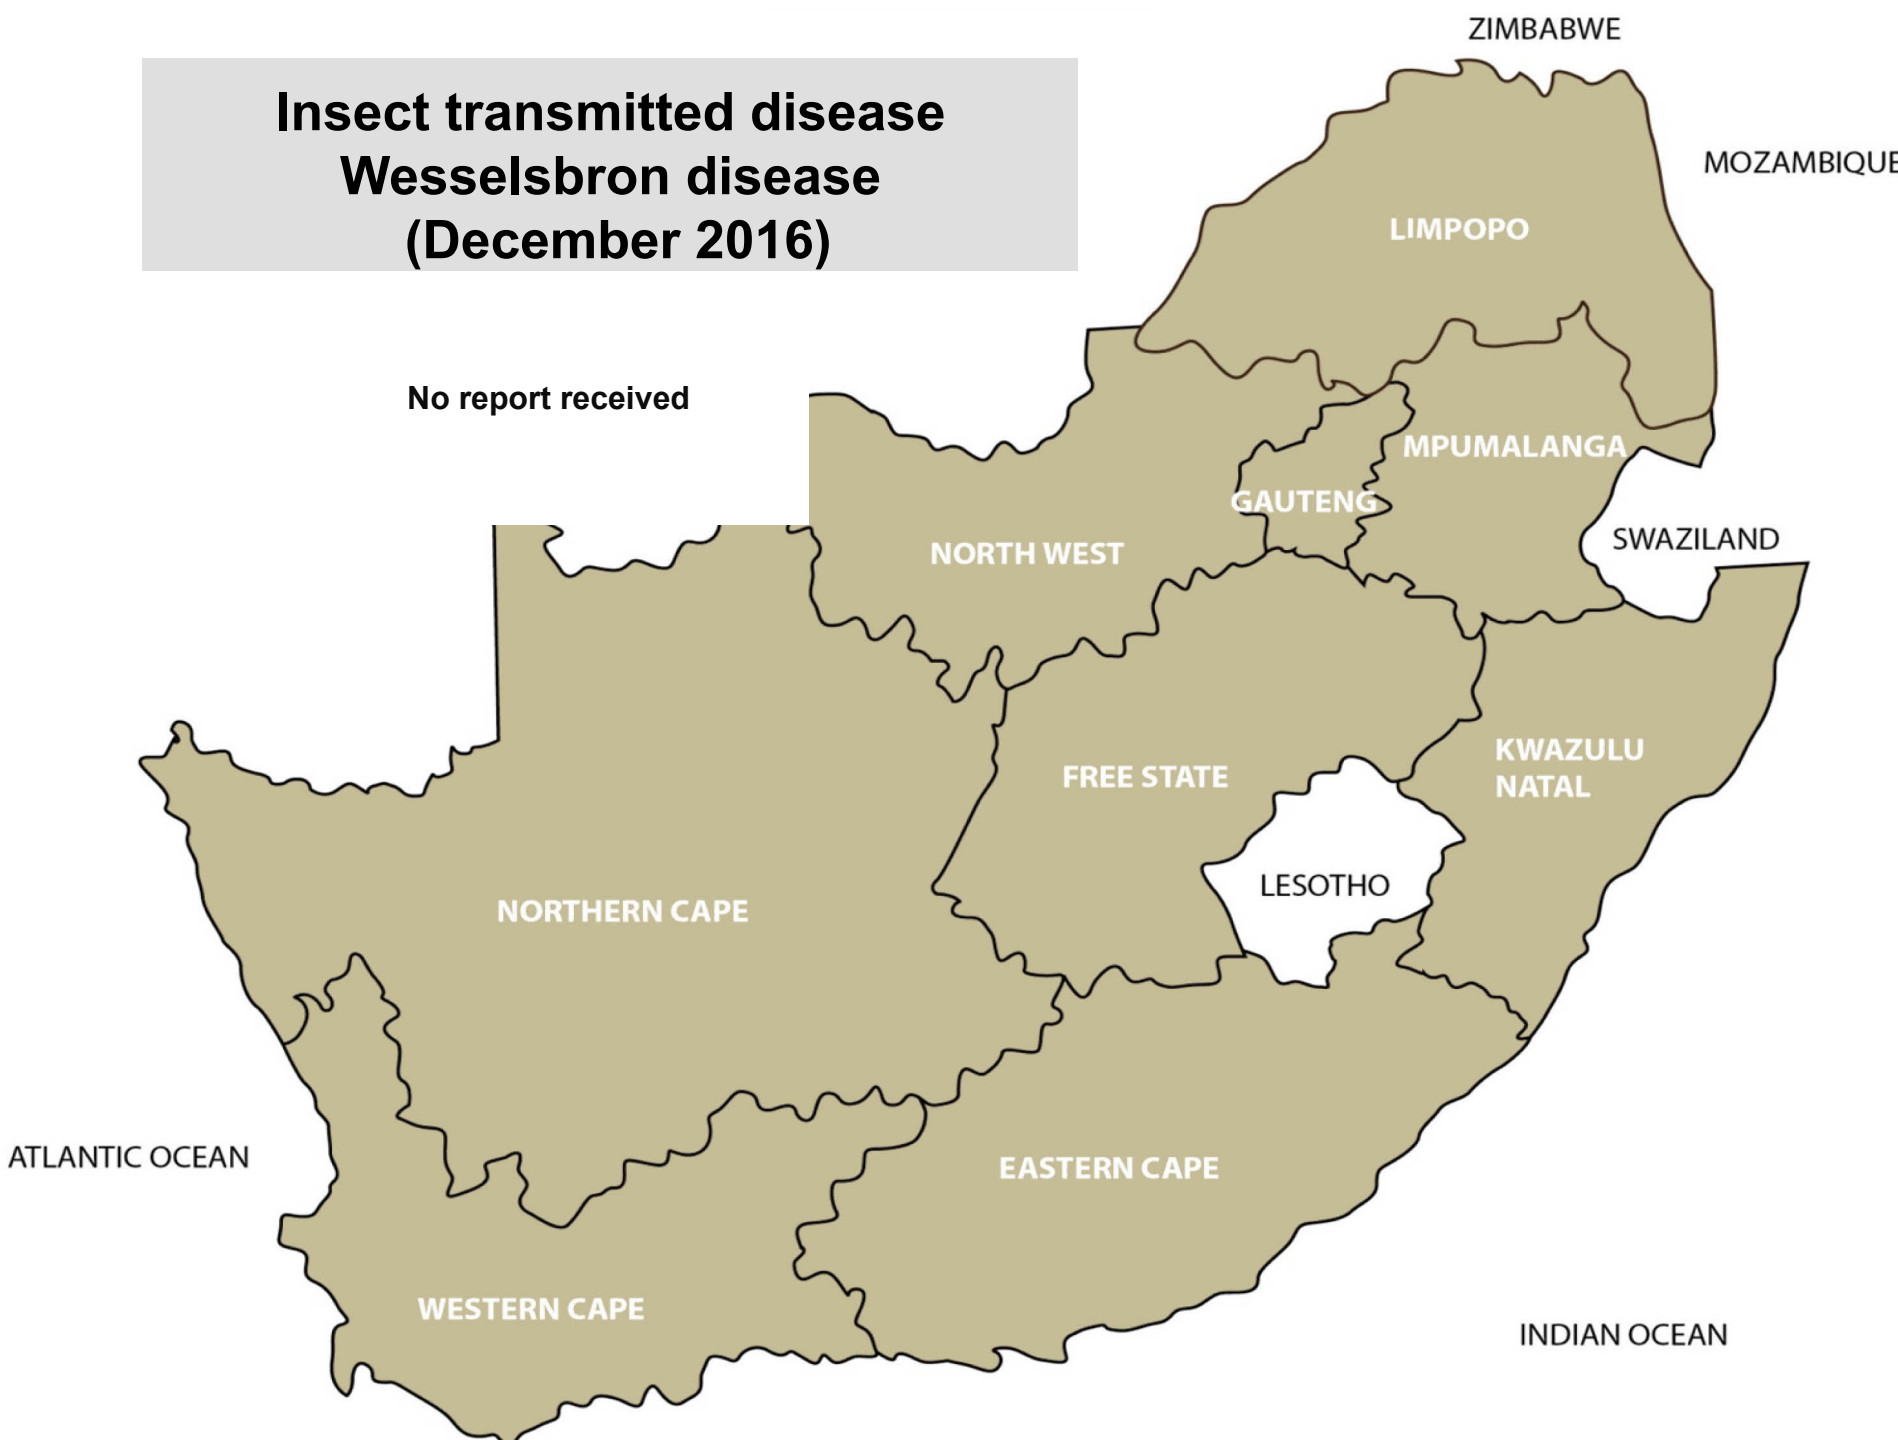 ZIMBABWE
Insect transmitted disease
Wesselsbron disease
(December 2016)
MOZAMBIQUE
LIMPOPO
No report received
MPUMALANGA
GAUTENG
SWAZILAND
NORTH WEST
KWAZULU
NATAL
FREE STATE
LESOTHO
NORTHERN CAPE
ATLANTIC OCEAN
EASTERN CAPE
WESTERN CAPE
INDIAN OCEAN